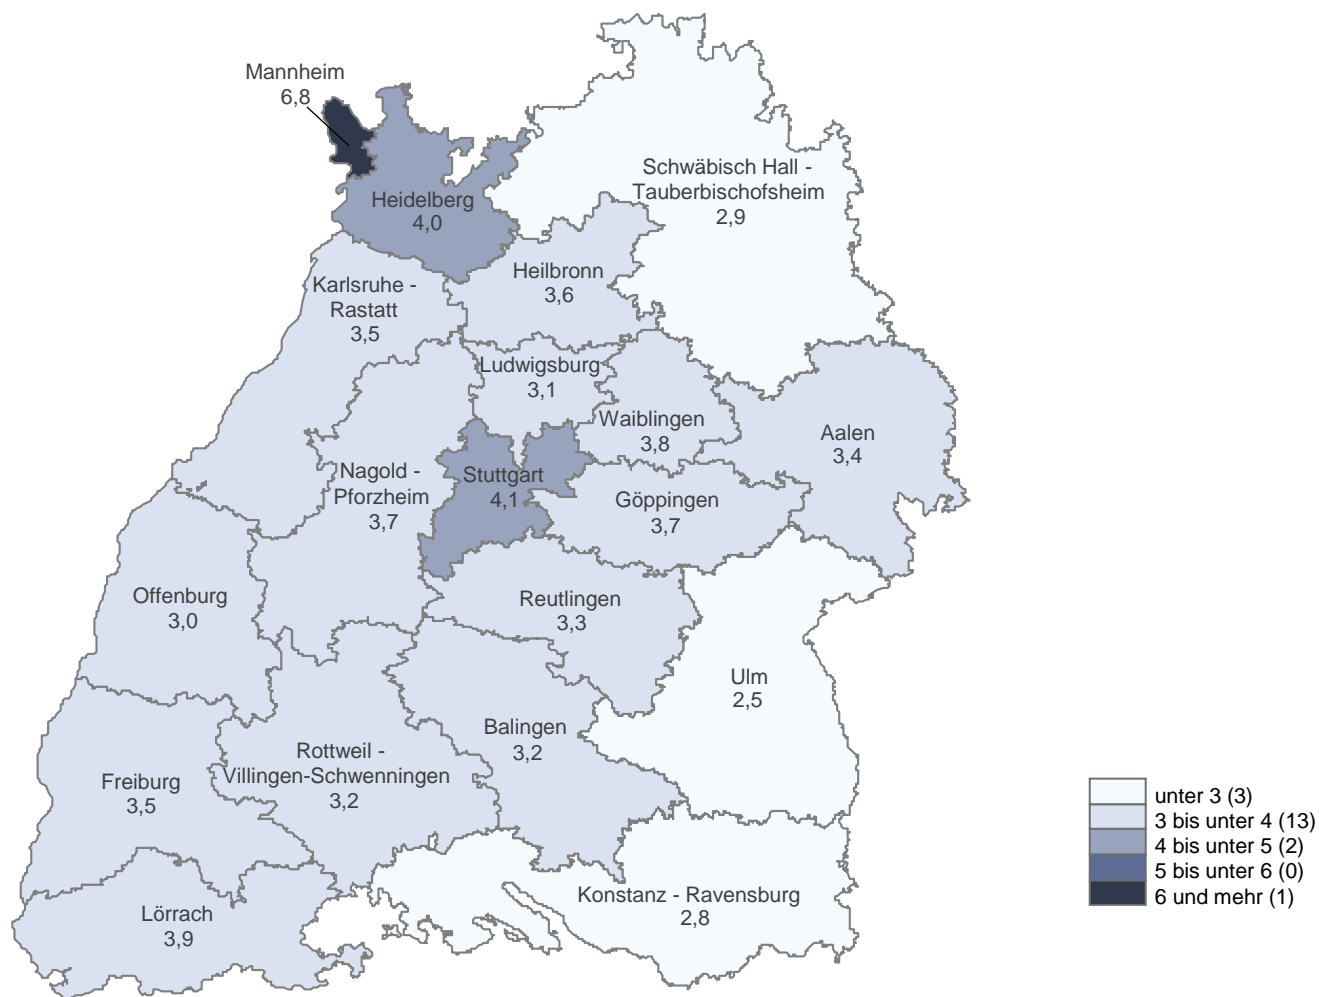 Mannheim
6,8
Schwäbisch Hall -
Tauberbischofsheim
2,9
Heidelberg
4,0
Heilbronn
3,6
Karlsruhe -
Rastatt
3,5
Ludwigsburg
3,1
Waiblingen
3,8
Aalen
3,4
Nagold -
Pforzheim
3,7
Stuttgart
4,1
Göppingen
3,7
Offenburg
3,0
Reutlingen
3,3
Ulm
2,5
Balingen
3,2
Rottweil -
Villingen-Schwenningen
3,2
Freiburg
3,5
Konstanz - Ravensburg
2,8
Lörrach
3,9
unter 3 (3)
3 bis unter 4 (13)
4 bis unter 5 (2)
5 bis unter 6 (0)
6 und mehr (1)